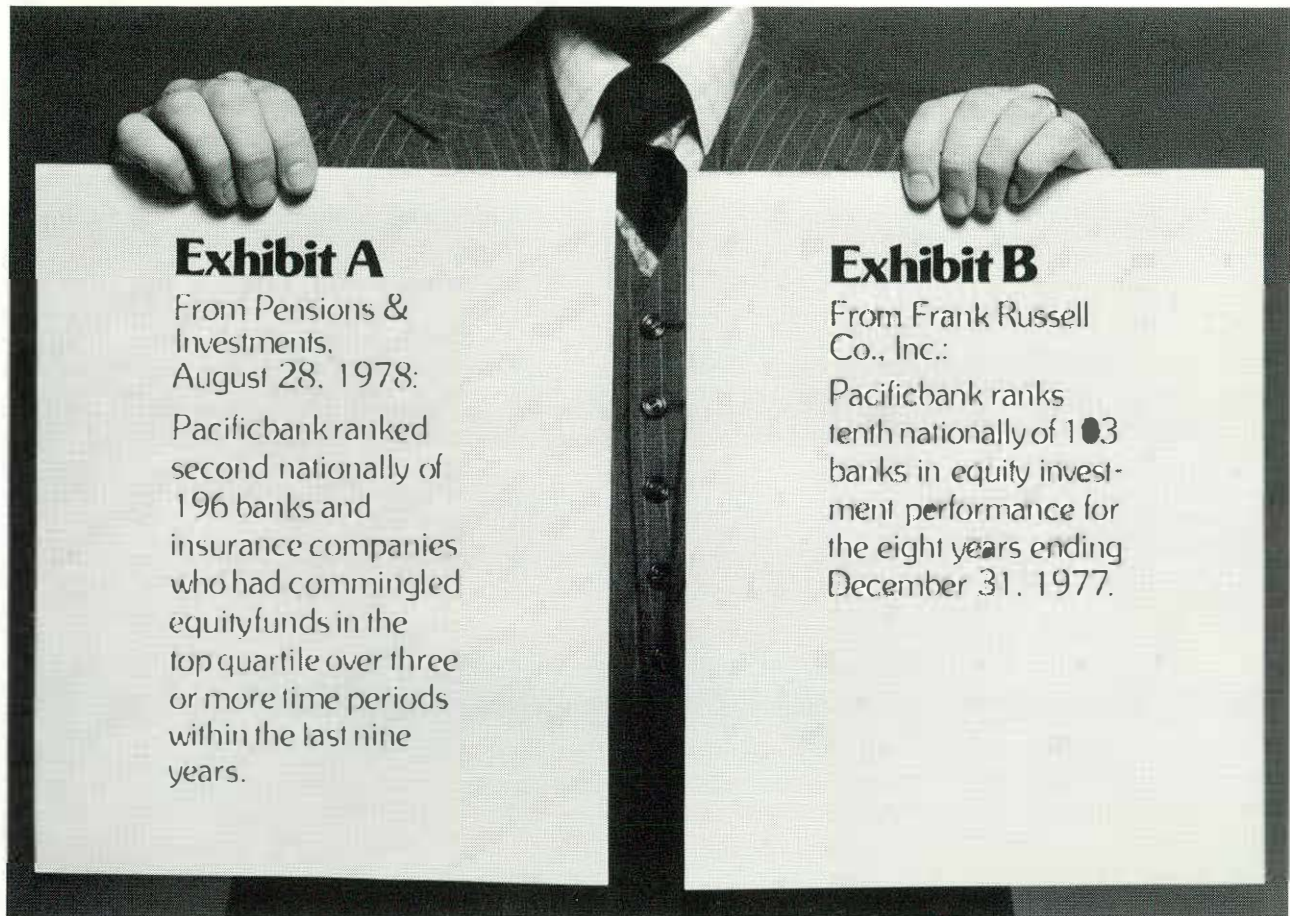 Exhibit A
From Pensions &
Investments,
August 28, 1978:
Pacificbank ranked
second nationally of
196 banks and
insurance companies
who had commingled
equity funds in the
top quartile over three
or more time periods
within the last nine
years.
Exhibit B
From Frank Russell
Co., Inc.:
Pacificbank ranks
tenth nationally of
banks in equity invest-
ment performance for
the eight years ending
December 31, 1977.